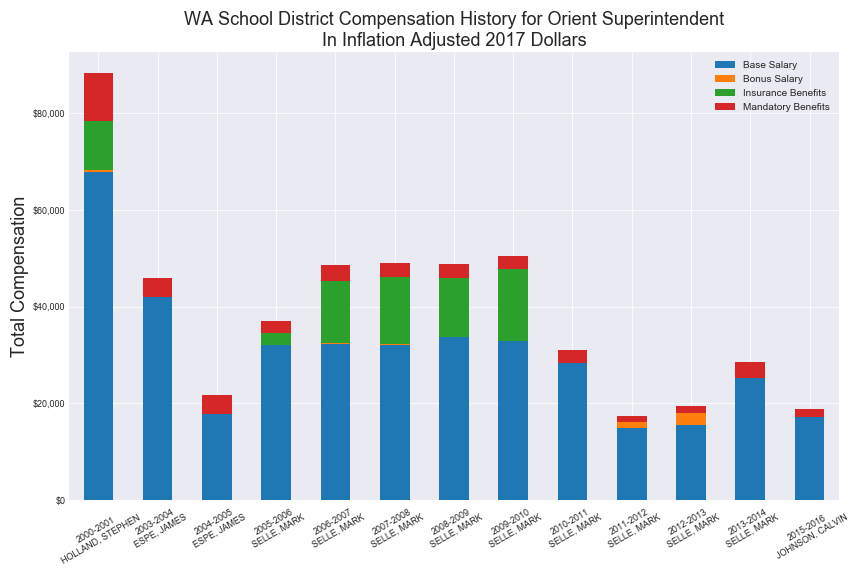 WA School District Compensation History for Orient Superintendent
In Inflation Adjusted 2017 Dollars
Base Salary
Bonus Salary
Insurance Benefits
Mandatory Benefits
Total Compensation
$80,000
$60,000
$40,000
$20,000
$0
2000-2001
HOLLAND, STEPHEN
2003-2004
ESPE, JAMES
2004-2005
ESPE, JAMES
2005-2006
SELLE, MARK
2006-2007
SELLE, MARK
2007-2008
SELLE, MARK
2008-2009
SELLE, MARK
2009-2010
SELLE, MARK
2010-2011
SELLE, MARK
2011-2012
SELLE, MARK
2012-2013
SELLE, MARK
2013-2014
SELLE, MARK
2015-2016
JOHNSON, CALVIN